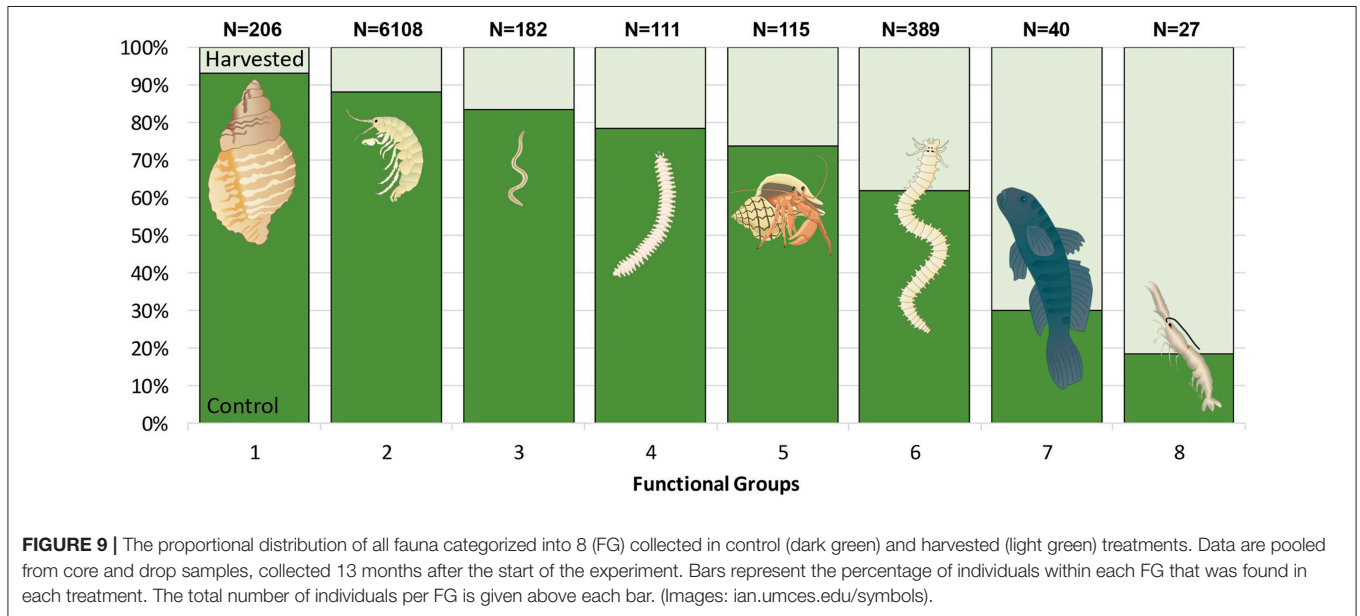 N=206 N=6108 N=182 N=111 N=115 N=389 N=40 N=27
100%
Harvested
90%
80%
70%
60%
50%
40%
30%
20%
10%
Control
0%
1 2 3 4 5 6 7 8
Functional Groups
FIGURE 9 | The proportional distribution of all fauna categorized into 8 (FG) collected in control (dark green) and harvested (light green) treatments. Data are pooled
from core and drop samples, collected 13 months after the start of the experiment. Bars represent the percentage of individuals within each FG that was found in
each treatment. The total number of individuals per FG is given above each bar. (Images: ian.umces.edu/symbols).